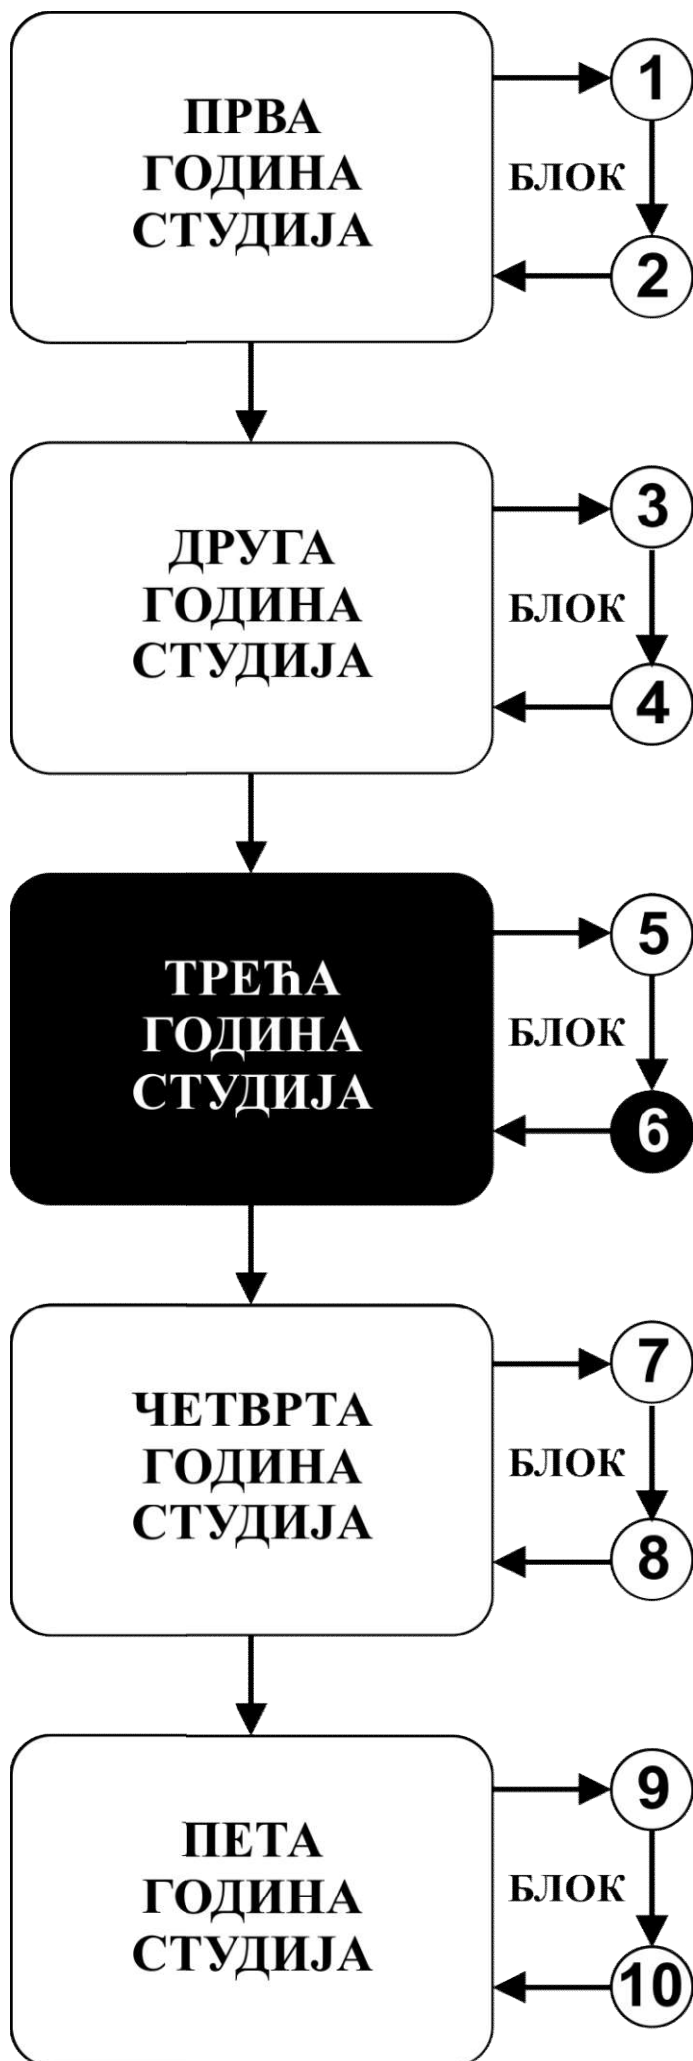 ПРВА
ГОДИНА
СТУДИЈА
1
БЛОК
2
ДРУГА
ГОДИНА
СТУДИЈА
3
БЛОК
4
ТРЕЋА
ГОДИНА
СТУДИЈА
5
БЛОК
6
ЧЕТВРТА
ГОДИНА
СТУДИЈА
7
БЛОК
8
ПЕТА
ГОДИНА
СТУДИЈА
9
БЛОК
10